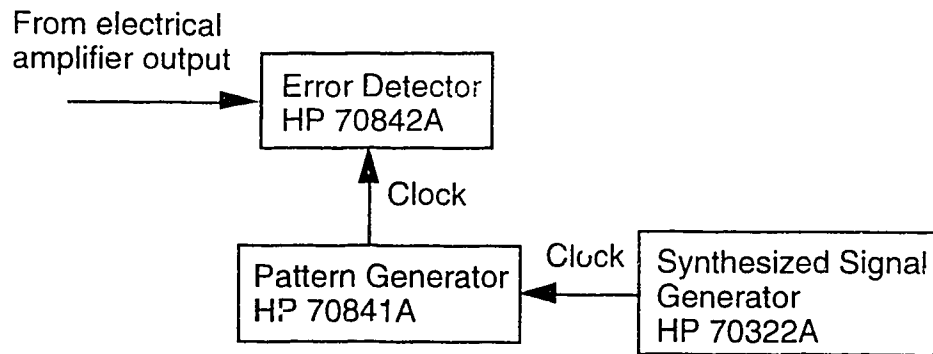 From electrical
amplifier output
Error Detector
HP 70842A
Clock
Pattern Generator
HP 70841A
Clock
Synthesized Signal
Generator
HP 70322A